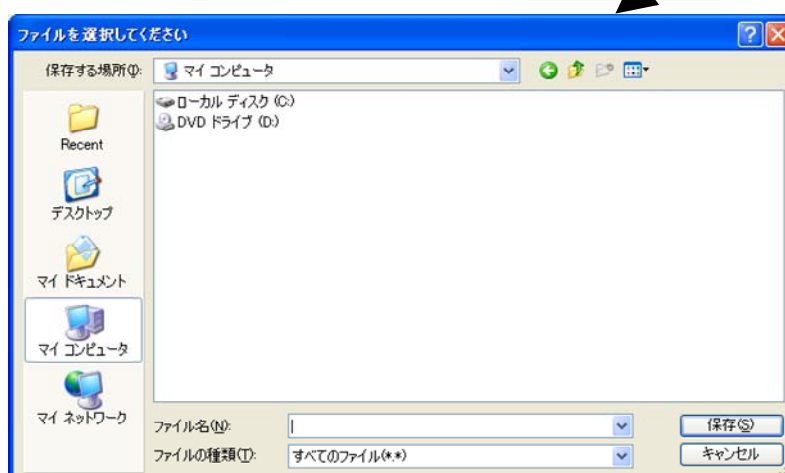 ファイルを選択してください
保存する場所(I):
マイ コンピュータ
ローカル ディスク (C:)
DVD ドライブ (D:)
Recent
デスクトップ
マイ ドキュメント
マイ コンピュータ
マイ ネットワーク
ファイル名(N):
保存(S)
ファイルの種類(T):
すべてのファイル(*.*)
キャンセル